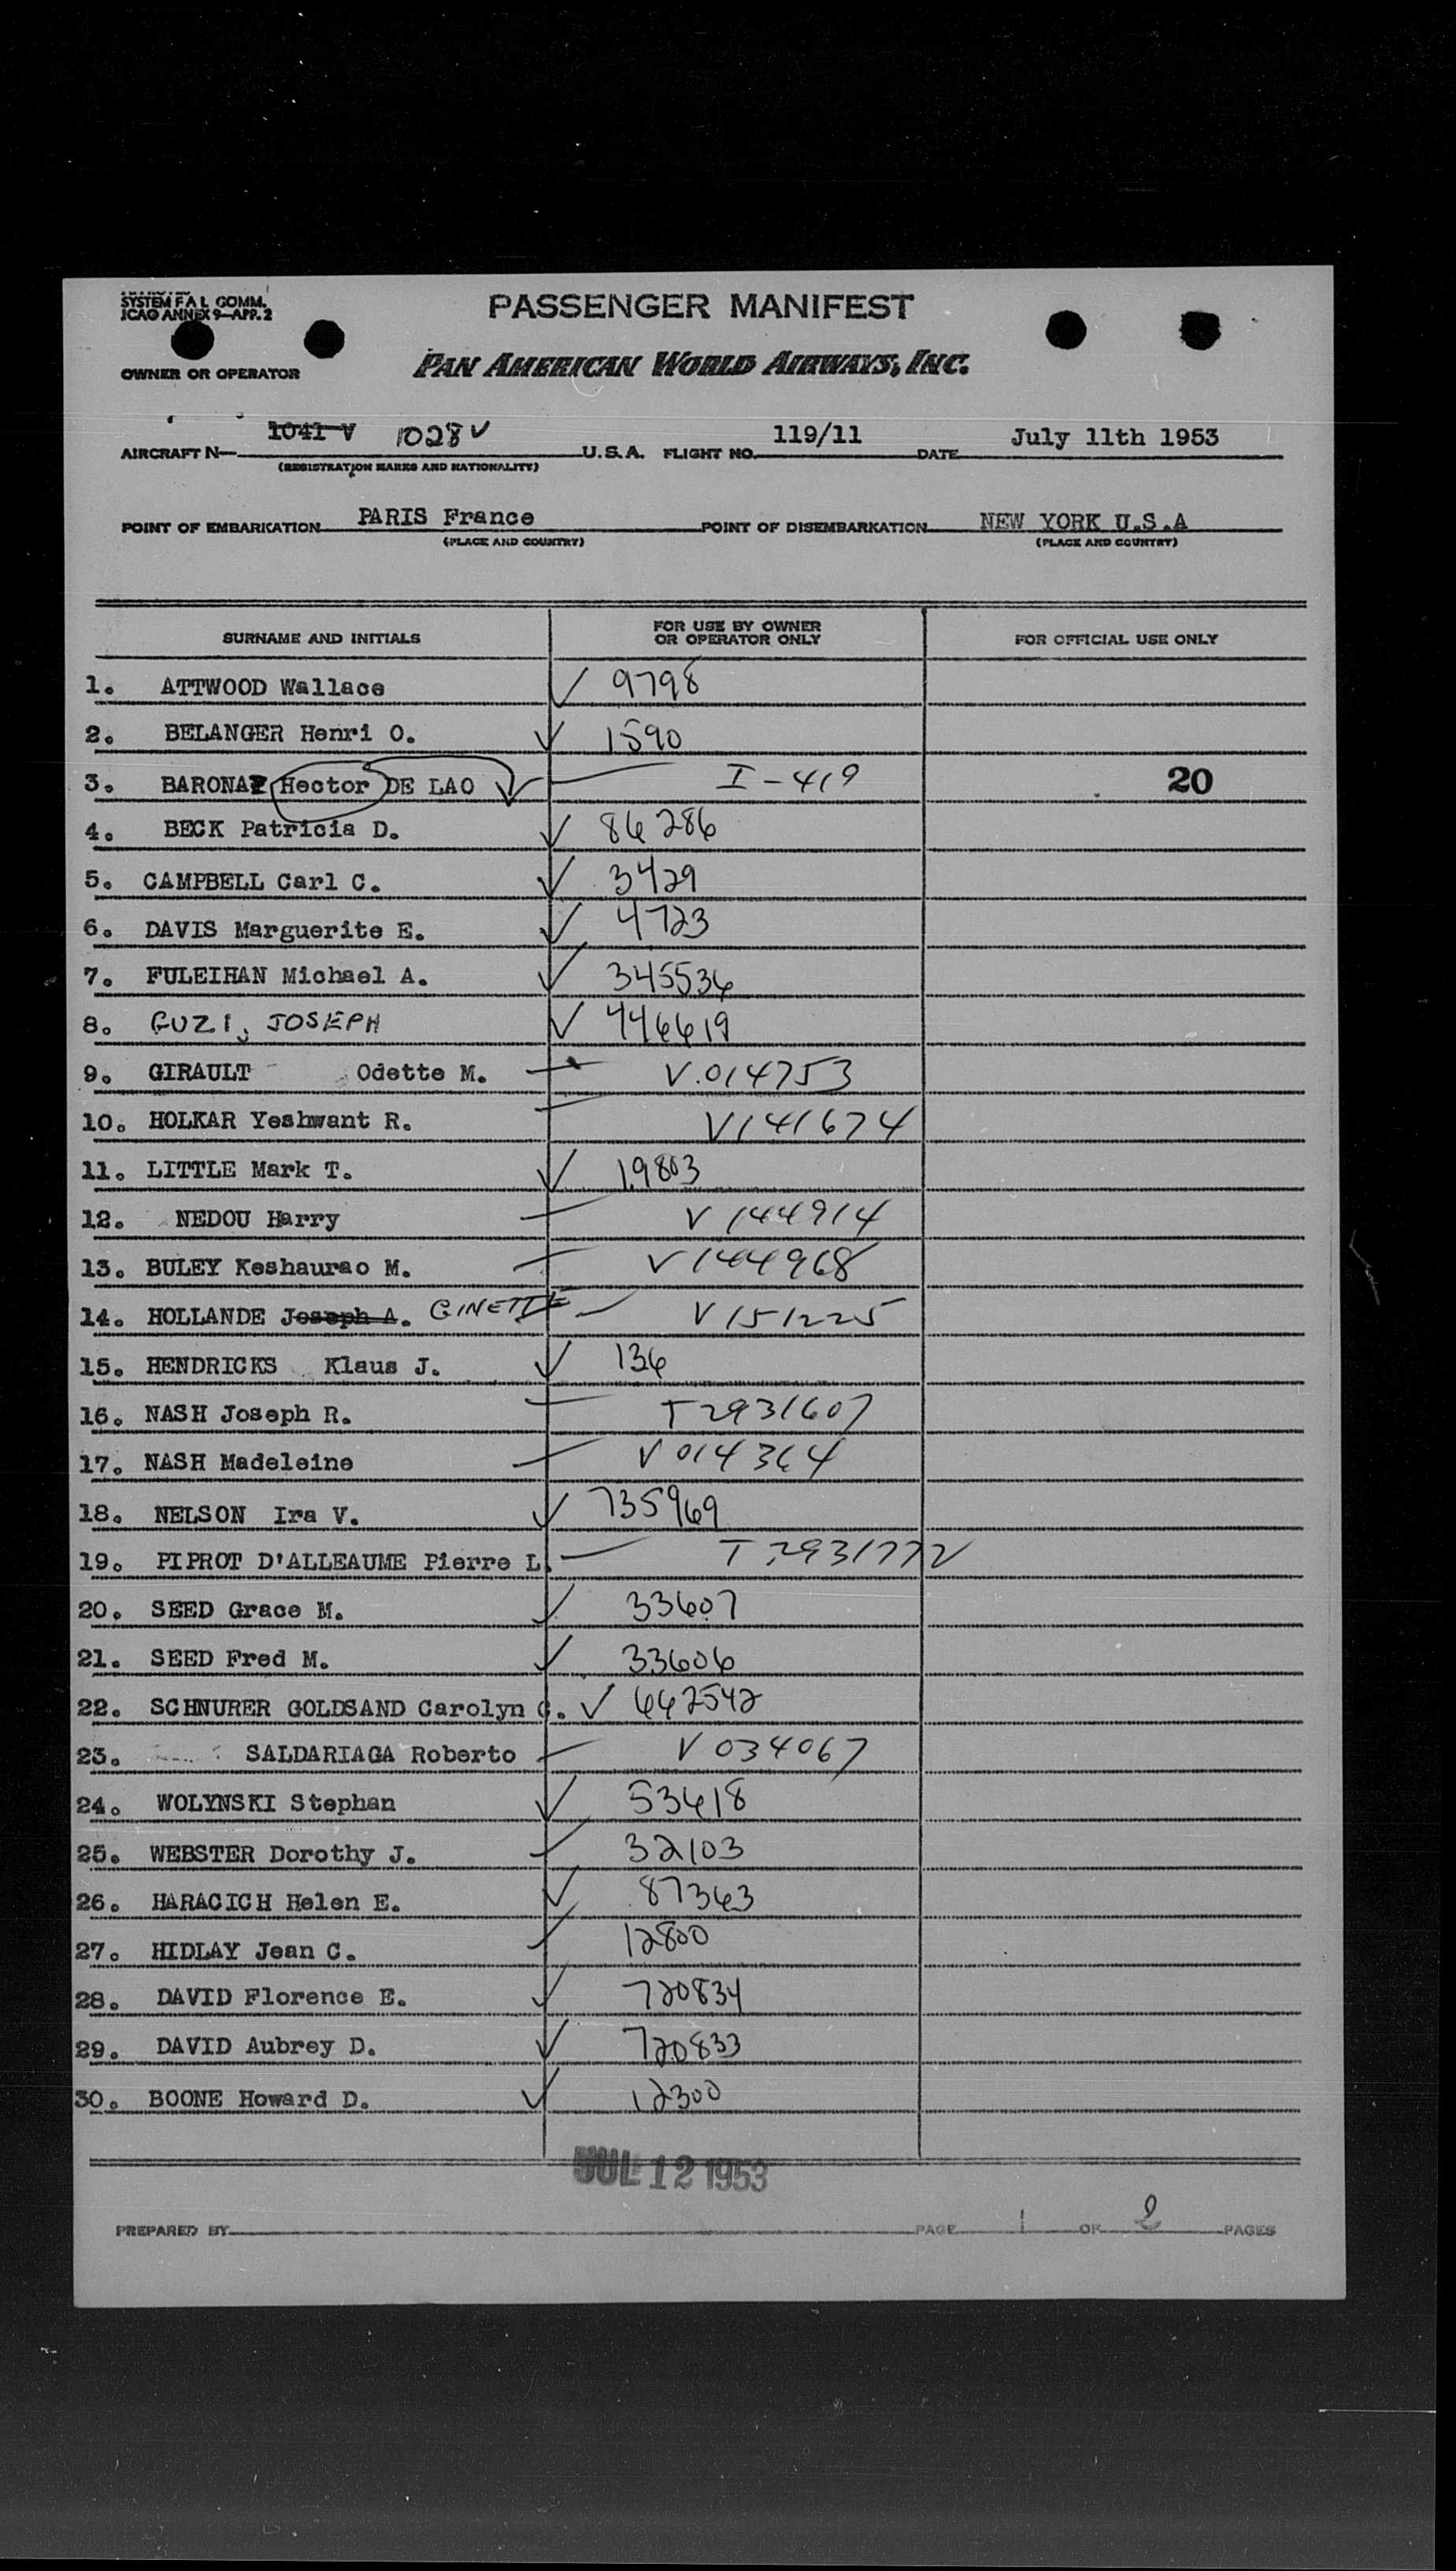 SYSTEM F A L COMM.
ICAO ANNEX 9—APP. 2
PASSENGER MANIFEST
OWNER OR OPERATOR
PAN AMERICAN WORLD AIRWAYS, INC.
AIRCRAFT N— 1041 V 1028 V U.S.A. FLIGHT NO. 119/11 DATE July 11th 1953
(REGISTRATION MARKS AND NATIONALITY)
POINT OF EMBARKATION PARIS France POINT OF DISEMBARKATION NEW YORK U.S.A
(PLACE AND COUNTRY) (PLACE AND COUNTRY)
SURNAME AND INITIALS FOR USE BY OWNER OR OPERATOR ONLY FOR OFFICIAL USE ONLY
1. ATTWOOD Wallace ✓ 9798
2. BELANGER Henri O. ✓ 1590
3. BARONA Hector DE LAO ✓ I-419 20
4. BECK Patricia D. ✓ 86286
5. CAMPBELL Carl C. ✓ 3429
6. DAVIS Marguerite E. ✓ 4723
7. FULEIHAN Michael A. ✓ 345536
8. GUZI, JOSEPH ✓ 446619
9. GIRAULT Odette M. V.014753
10. HOLKAR Yeshwant R. V141674
11. LITTLE Mark T. ✓ 19803
12. NEDOU Harry V 144914
13. BULEY Keshaurao M. V 144968
14. HOLLANDE Joseph A. GINETTE V 151225
15. HENDRICKS Klaus J. ✓ 136
16. NASH Joseph R. T 2931607
17. NASH Madeleine V 014364
18. NELSON Ira V. ✓ 735969
19. PIPROT D'ALLEAUME Pierre L. T 2931772
20. SEED Grace M. ✓ 33607
21. SEED Fred M. ✓ 33606
22. SCHNURER GOLDSAND Carolyn G. ✓ 662542
23. SALDARIAGA Roberto V 034067
24. WOLYNSKI Stephan ✓ 53618
25. WEBSTER Dorothy J. ✓ 32103
26. HARACICH Helen E. ✓ 87363
27. HIDLAY Jean C. ✓ 12800
28. DAVID Florence E. ✓ 720834
29. DAVID Aubrey D. ✓ 720833
30. BOONE Howard D. ✓ 12300
JUL 12 1953
PREPARED BY PAGE 1 OF 2 PAGES